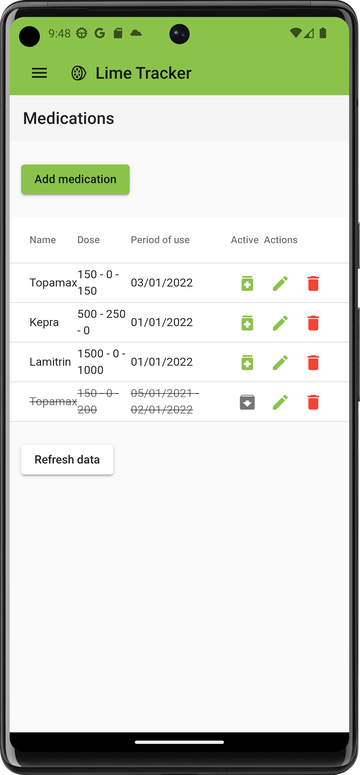 9:48 G
Lime Tracker
Medications
Add medication
Name Dose Period of use Active Actions
Topamax 150 - 0 - 150 03/01/2022
Kepra 500 - 250 - 0 01/01/2022
Lamitrin 1500 - 0 - 1000 01/01/2022
Topamax 150 - 0 - 200 05/01/2021 - 02/01/2022
Refresh data